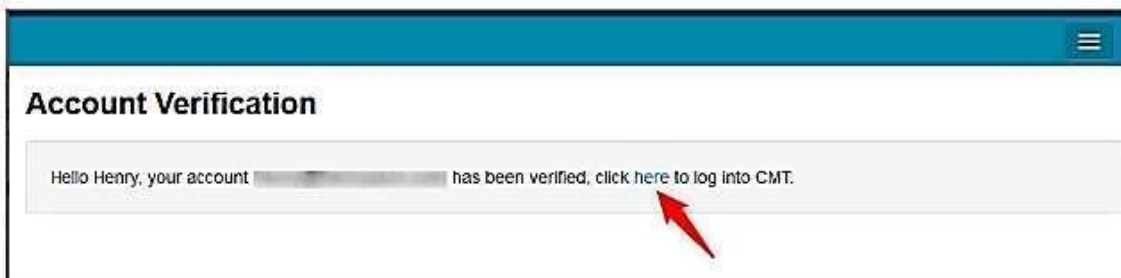 Account Verification
Hello Henry, your account has been verified, click here to log into CMT.